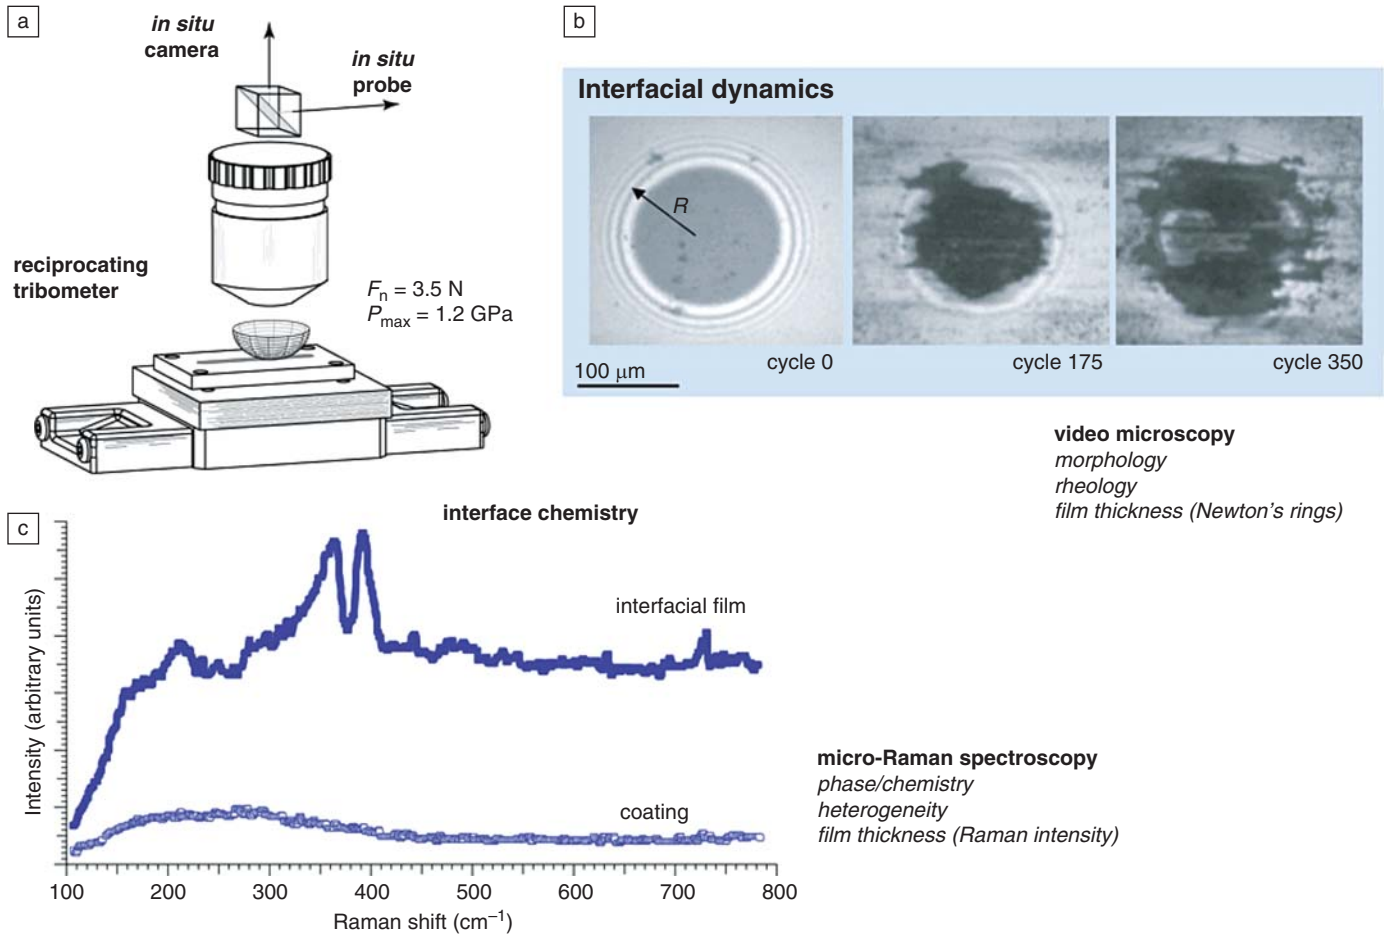 a
in situ
camera
in situ
probe
reciprocating
tribometer
Fn = 3.5 N
Pmax = 1.2 GPa
b
Interfacial dynamics
R
cycle 0
cycle 175
cycle 350
100 μm
video microscopy
morphology
rheology
film thickness (Newton's rings)
c
interface chemistry
Intensity (arbitrary units)
interfacial film
coating
100 200 300 400 500 600 700 800
Raman shift (cm⁻¹)
micro-Raman spectroscopy
phase/chemistry
heterogeneity
film thickness (Raman intensity)